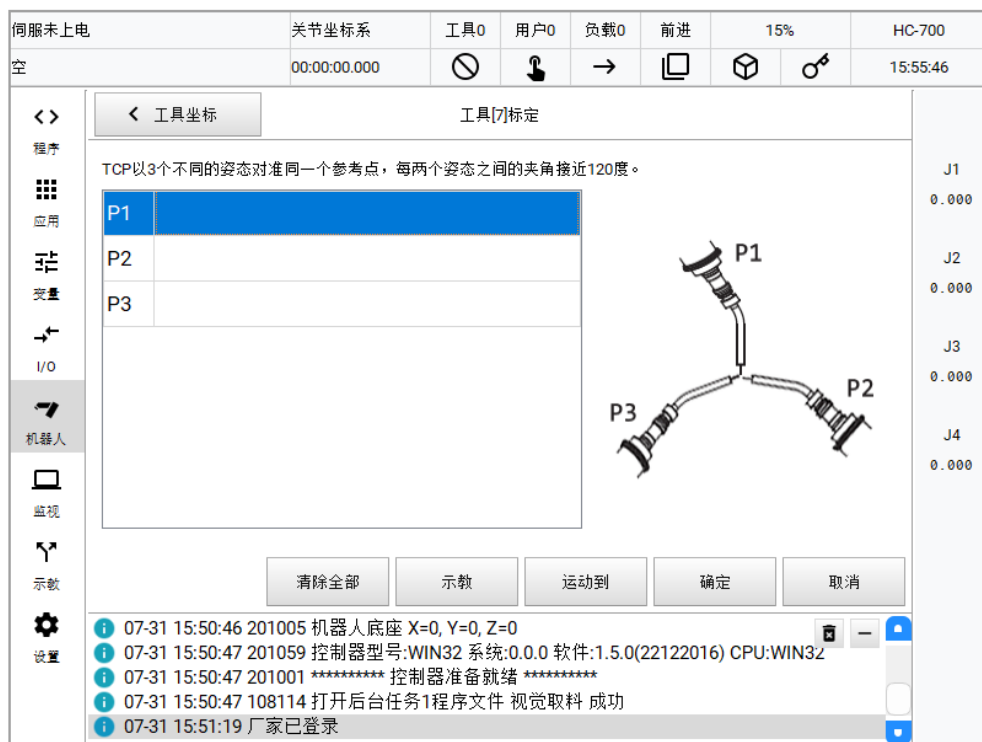 伺服未上电 关节坐标系 工具0 用户0 负载0 前进 15% HC-700
空 00:00:00.000 15:55:46
程序
应用
变量
I/O
机器人
监视
示教
设置
工具坐标 工具[7]标定
TCP以3个不同的姿态对准同一个参考点，每两个姿态之间的夹角接近120度。
P1
P2
P3
P1
P2
P3
清除全部 示教 运动到 确定 取消
07-31 15:50:46 201005 机器人底座 X=0, Y=0, Z=0
07-31 15:50:47 201059 控制器型号:WIN32 系统:0.0.0 软件:1.5.0(22122016) CPU:WIN32
07-31 15:50:47 201001 ********** 控制器准备就绪 **********
07-31 15:50:47 108114 打开后台任务1程序文件 视觉取料 成功
07-31 15:51:19 厂家已登录
J1
0.000
J2
0.000
J3
0.000
J4
0.000